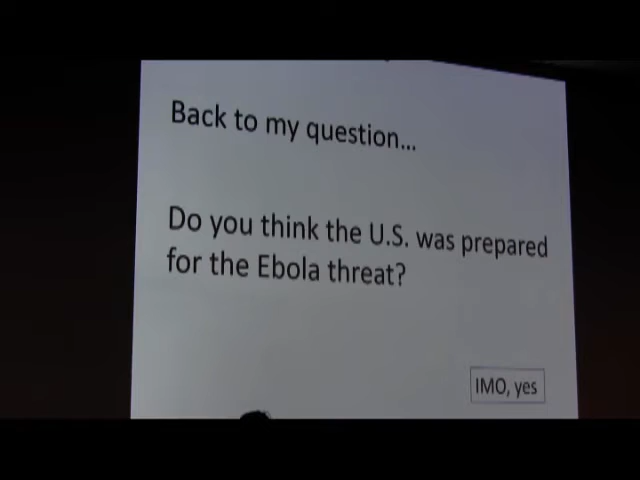 Back to my question...
Do you think the U.S. was prepared
for the Ebola threat?
IMO, yes